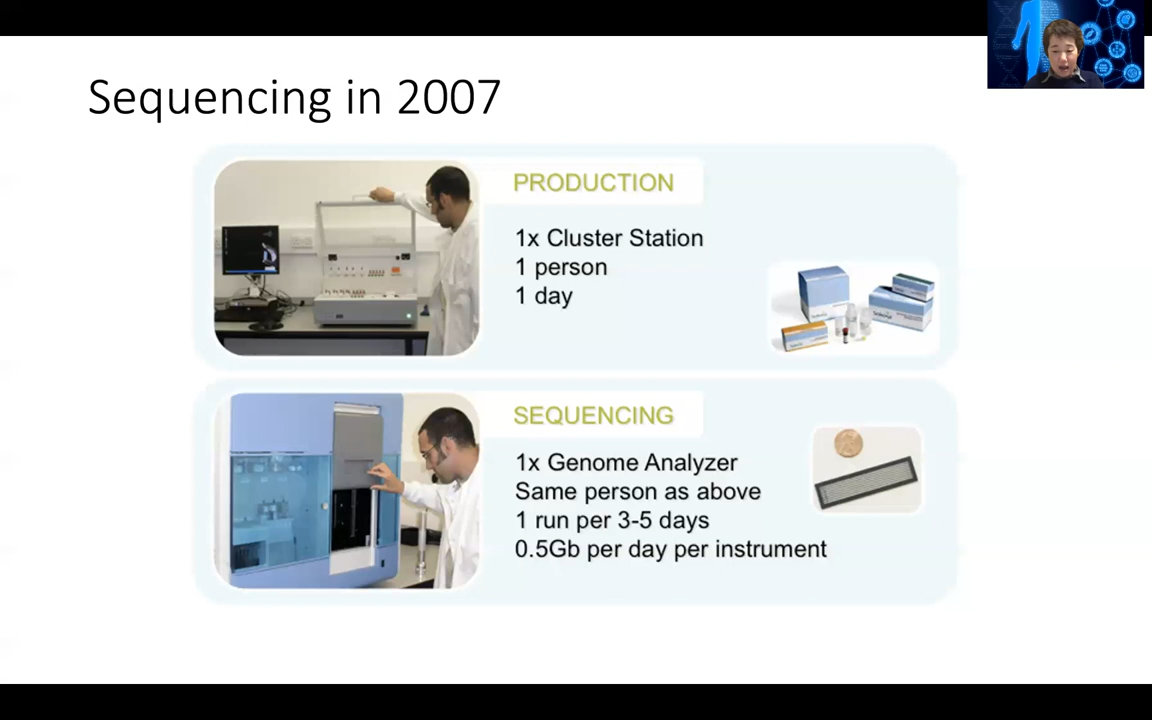 Sequencing in 2007
PRODUCTION
1x Cluster Station
1 person
1 day
SEQUENCING
1x Genome Analyzer
Same person as above
1 run per 3-5 days
0.5Gb per day per instrument